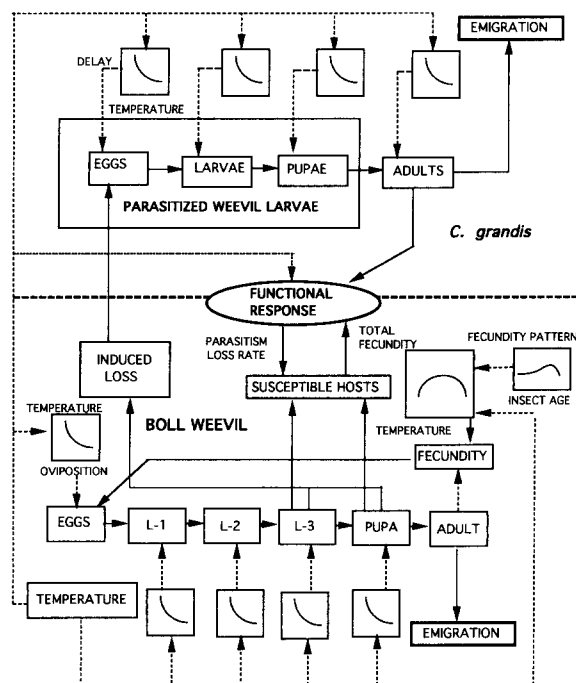 EMIGRATION
DELAY
TEMPERATURE
EGGS
LARVAE
PUPAE
ADULTS
PARASITIZED WEEVIL LARVAE
C. grandis
FUNCTIONAL
RESPONSE
PARASITISM
LOSS RATE
TOTAL
FECUNDITY
FECUNDITY PATTERN
INDUCED
LOSS
SUSCEPTIBLE HOSTS
INSECT AGE
TEMPERATURE
BOLL WEEVIL
TEMPERATURE
OVIPOSITION
FECUNDITY
EGGS
L-1
L-2
L-3
PUPA
ADULT
TEMPERATURE
EMIGRATION